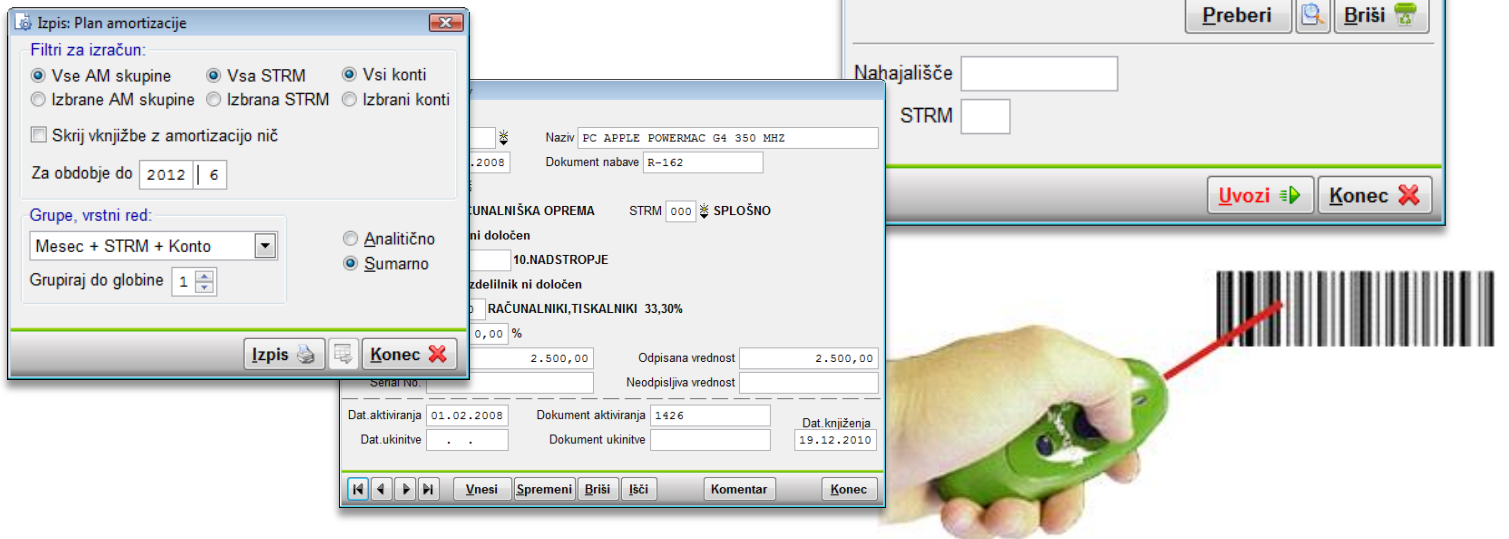 Izpis: Plan amortizacije
Filtri za izračun:
Vse AM skupine Vsa STRM Vsi konti
Izbrane AM skupine Izbrana STRM Izbrani konti
Skrij vknjižbe z amortizacijo nič
Za obdobje do 2012 6
Grupe, vrstni red:
Mesec + STRM + Konto
Analitično
Sumarno
Grupiraj do globine 1
Izpis Konec
Naziv PC APPLE POWERMAC G4 350 MHZ
.2008 Dokument nabave R-162
OPREMA STRM 000 SPLOŠNO
ni določen
10.NADSTROPJE
ni določen
RAČUNALNIKI,TISKALNIKI 33,30%
0,00 %
2.500,00 Odpisana vrednost 2.500,00
Serial No. Neodpisljiva vrednost
Dat.aktiviranja 01.02.2008 Dokument aktiviranja 1426 Dat.knjiženja
Dat.ukinitve . . Dokument ukinitve 19.12.2010
Vnesi Spremeni Briši Išči Komentar Konec
Preberi Briši
Nahajališče
STRM
Uvozi Konec